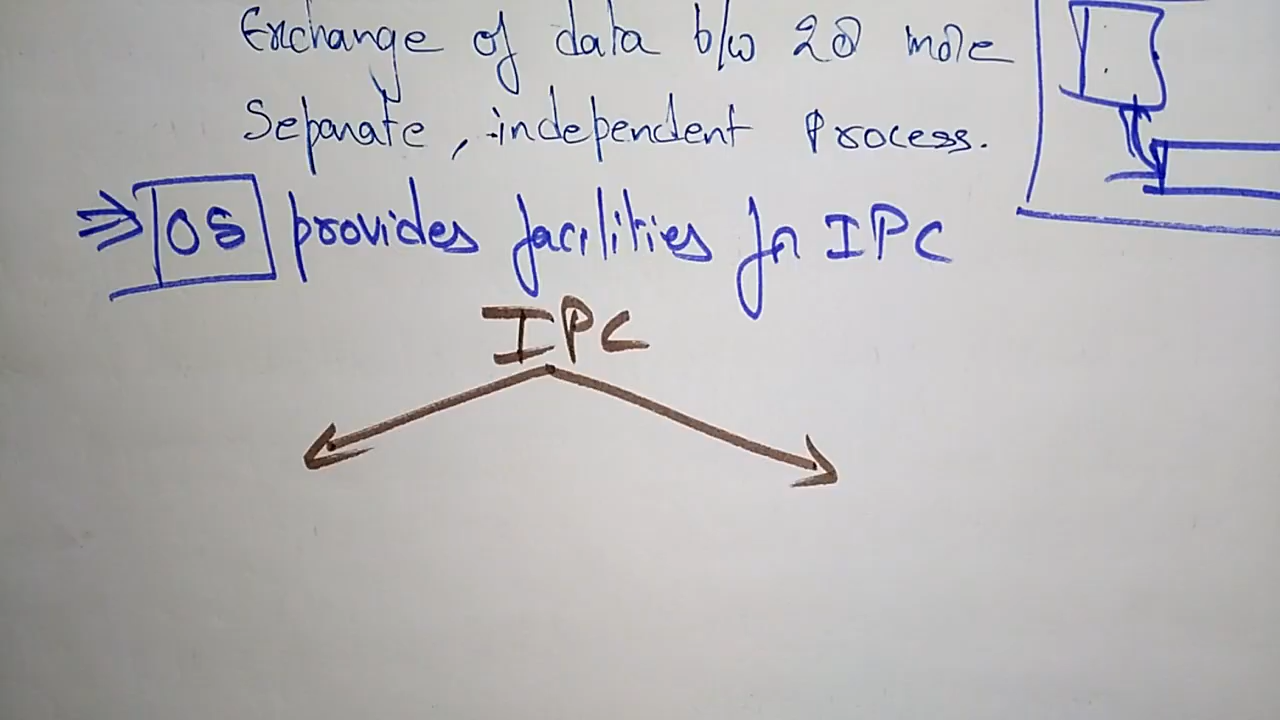 Exchange of data b/w 2 or more
Separate, independent Process.
⇒ OS provides facilities for IPC
IPC